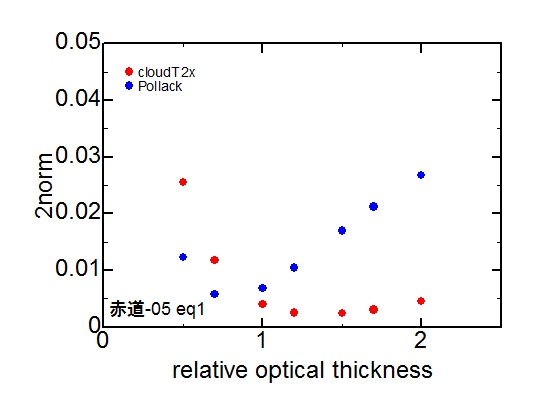 0.05
cloudT2x
Pollack
0.04
0.03
2norm
0.02
0.01
赤道-05 eq1
0
0
1
2
relative optical thickness